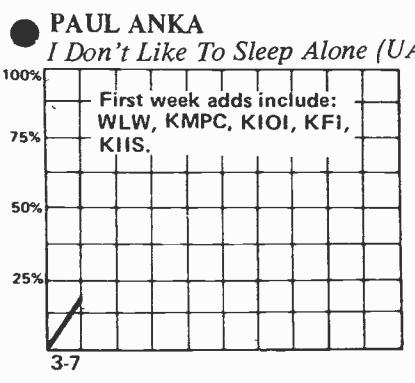 PAUL ANKA
I Don't Like To Sleep Alone (UA
100%
First week adds include:
WLW, KMPC, KIOI, KFI,
75%
KIIS.
50%
25%
3-7